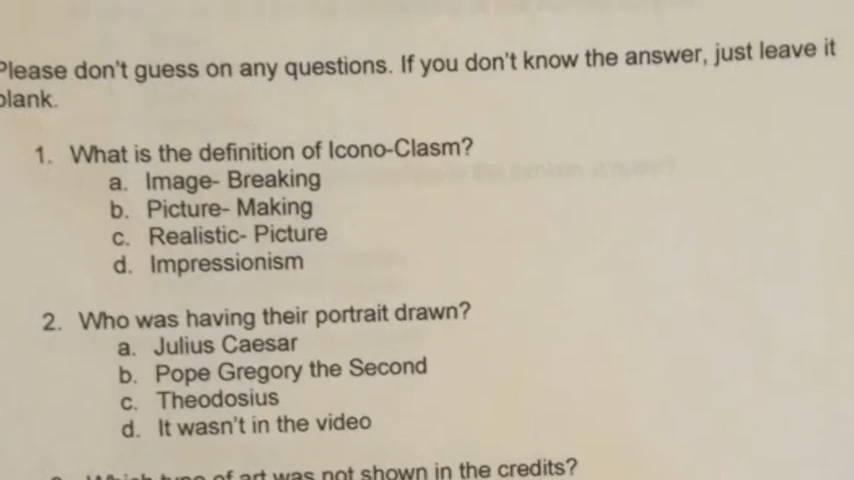 Please don't guess on any questions. If you don't know the answer, just leave it
blank.
1. What is the definition of Icono-Clasm?
a. Image- Breaking
b. Picture- Making
c. Realistic- Picture
d. Impressionism
2. Who was having their portrait drawn?
a. Julius Caesar
b. Pope Gregory the Second
c. Theodosius
d. It wasn't in the video
Which type of art was not shown in the credits?